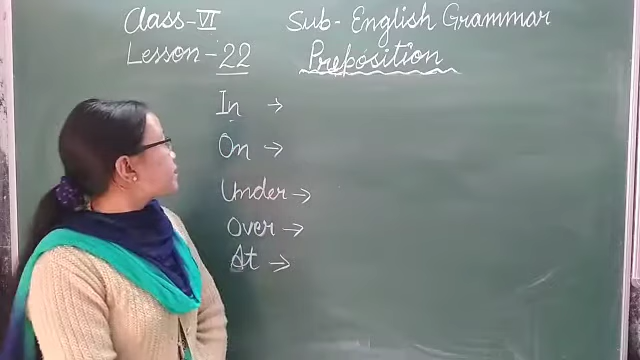 Class-VI Sub- English Grammar
Lesson-22 Preposition
In →
On →
Under →
Over →
At →